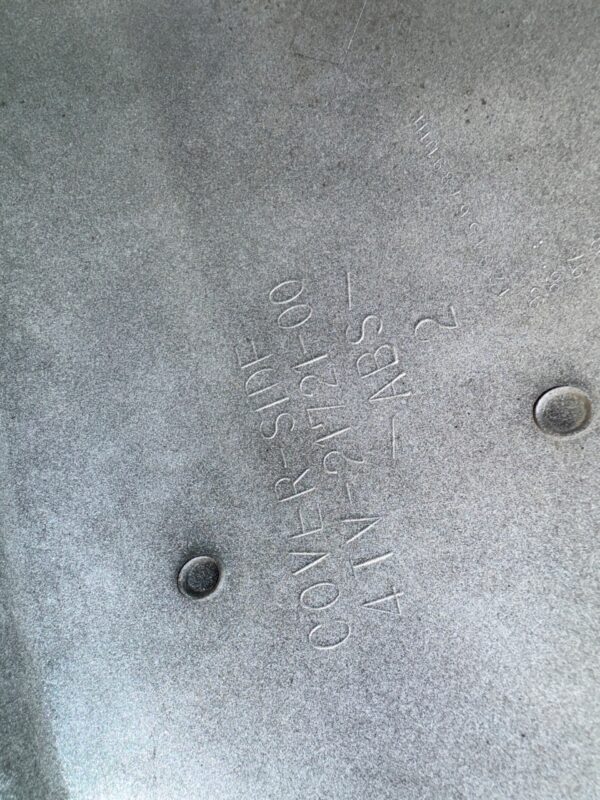 COVER-SIDE
4TV-21721-00
-ABS-
2